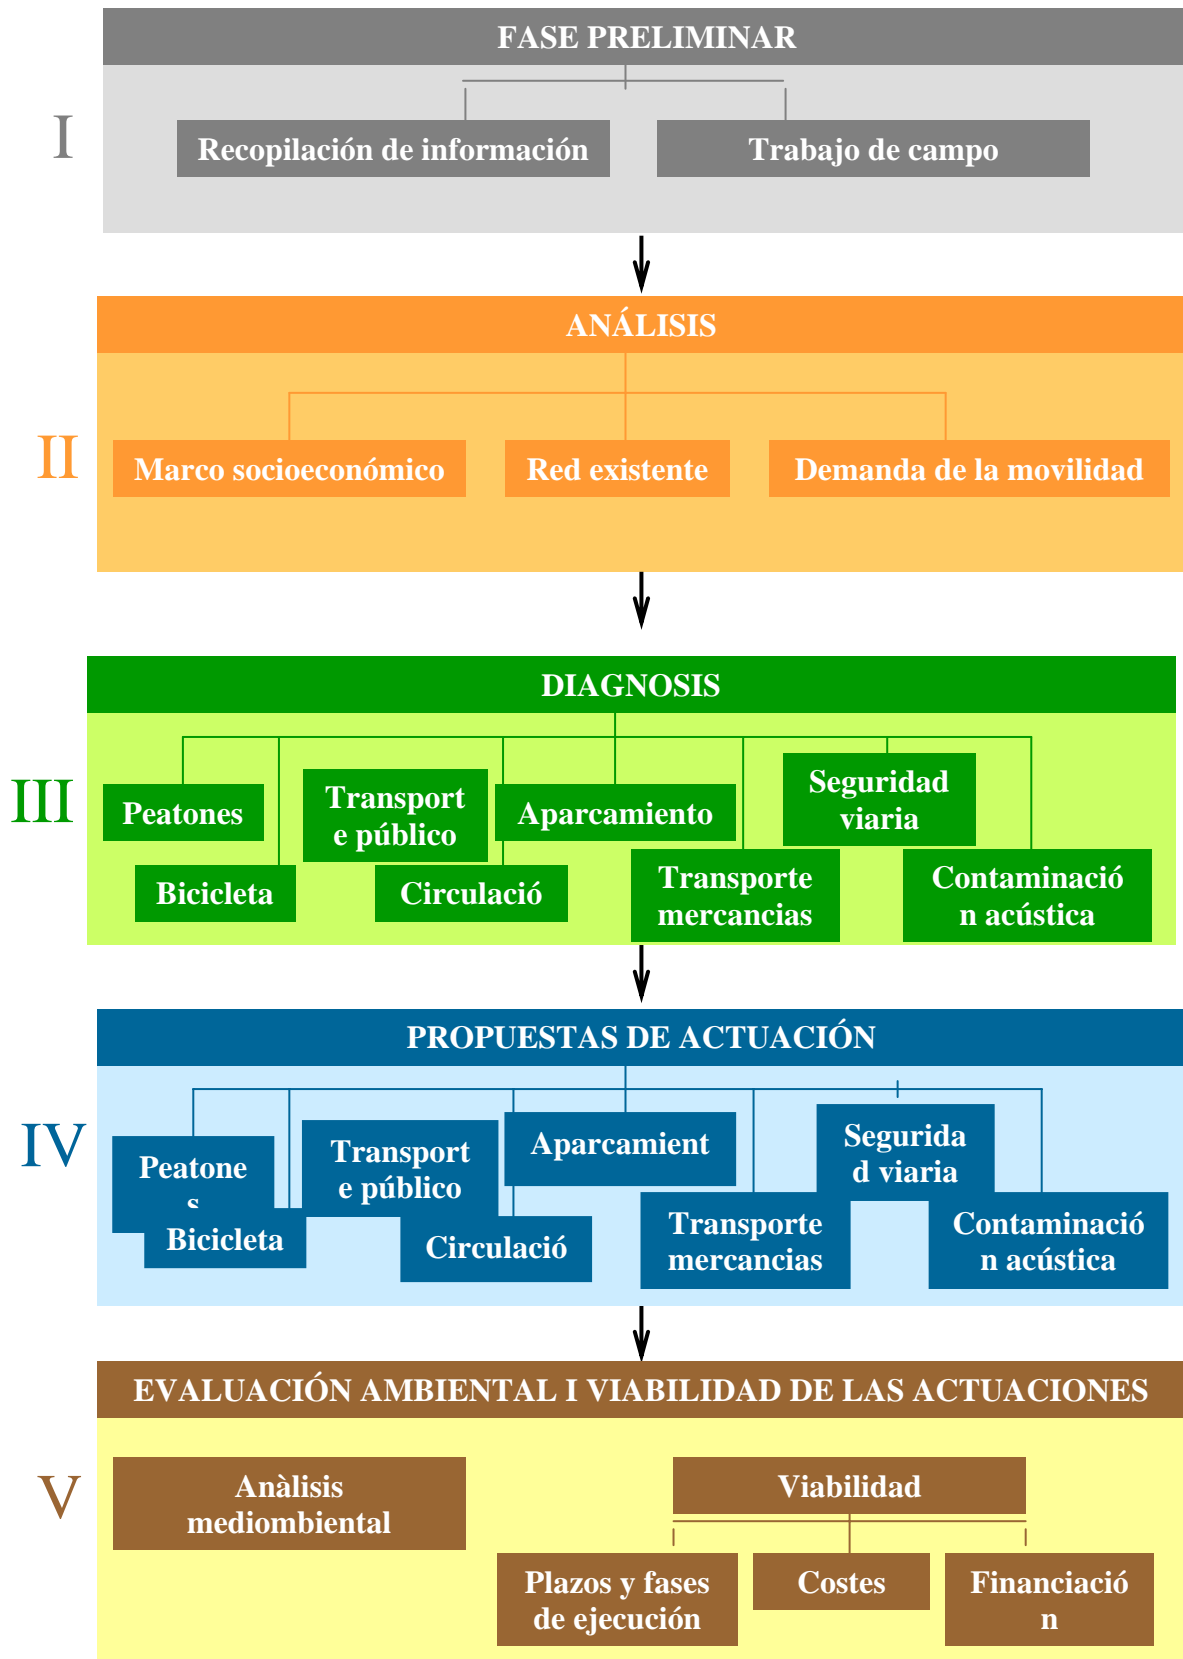 FASE PRELIMINAR
I
Recopilación de información
Trabajo de campo
ANÁLISIS
II
Marco socioeconómico
Red existente
Demanda de la movilidad
DIAGNOSIS
III
Peatones
Transport
e público
Aparcamiento
Seguridad
viaria
Bicicleta
Circulació
Transporte
mercancias
Contaminació
n acústica
PROPUESTAS DE ACTUACIÓN
IV
Peatone
s
Transport
e público
Aparcamient
Segurida
d viaria
Bicicleta
Circulació
Transporte
mercancias
Contaminació
n acústica
EVALUACIÓN AMBIENTAL I VIABILIDAD DE LAS ACTUACIONES
V
Anàlisis
mediombiental
Viabilidad
Plazos y fases
de ejecución
Costes
Financiació
n